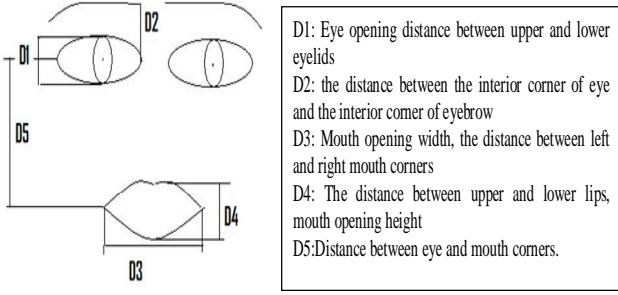 D2
D1
D5
D4
D3
D1: Eye opening distance between upper and lower
eyelids
D2: the distance between the interior corner of eye
and the interior corner of eyebrow
D3: Mouth opening width, the distance between left
and right mouth corners
D4: The distance between upper and lower lips,
mouth opening height
D5:Distance between eye and mouth corners.